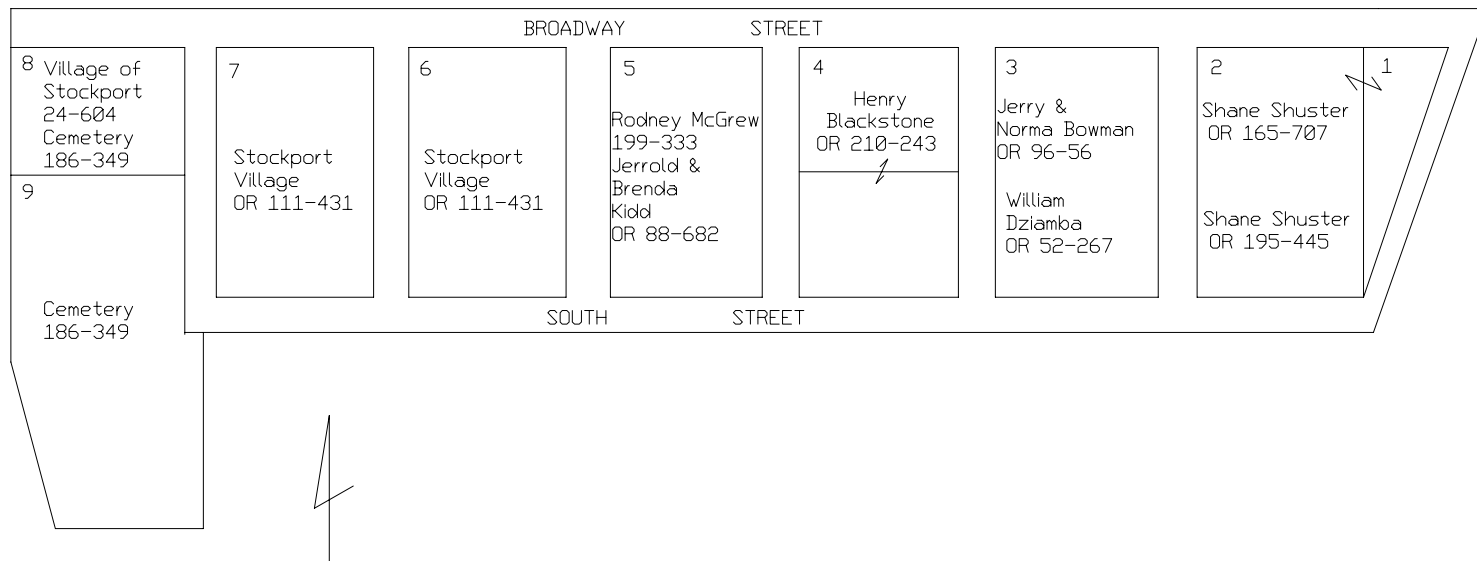 BROADWAY STREET
8 Village of
Stockport
24-604
Cemetery
186-349
9
Cemetery
186-349
7
Stockport
Village
OR 111-431
6
Stockport
Village
OR 111-431
5
Rodney McGrew
199-333
Jerrold &
Brenda
Kidd
OR 88-682
4
Henry
Blackstone
OR 210-243
3
Jerry &
Norma Bowman
OR 96-56
William
Dziamba
OR 52-267
2
Shane Shuster
OR 165-707
Shane Shuster
OR 195-445
1
SOUTH STREET